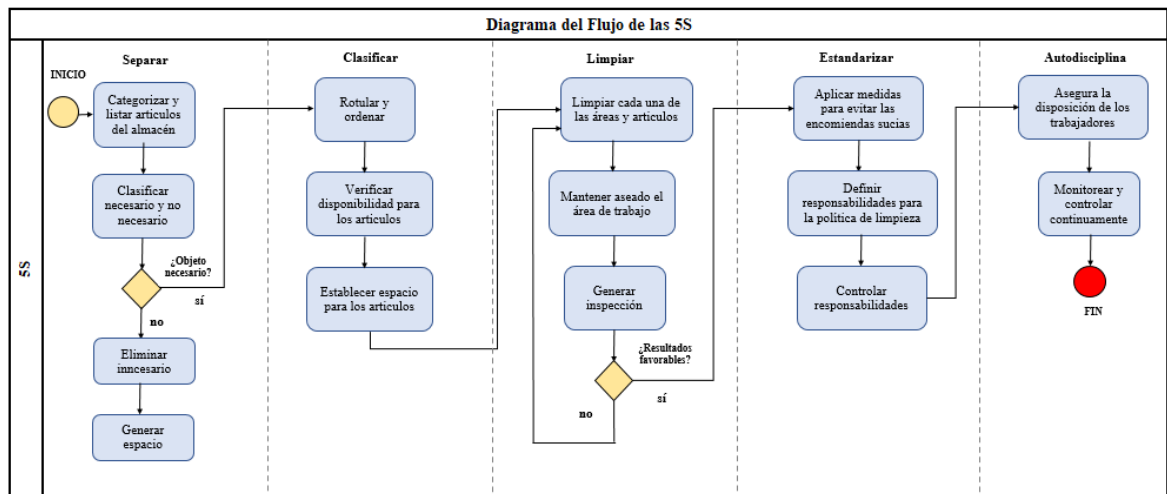 Diagrama del Flujo de las 5S
5S
Separar
INICIO
Categorizar y
listar articulos
del almacén
Clasificar
necesario y no
necesario
¿Objeto
necesario?
sí
no
Eliminar
inncesario
Generar
espacio
Clasificar
Rotular y
ordenar
Verificar
disponibilidad para
los articulos
Establecer espacio
para los articulos
Limpiar
Limpiar cada una de
las áreas y articulos
Mantener aseado el
área de trabajo
Generar
inspección
¿Resultados
favorables?
sí
no
Estandarizar
Aplicar medidas
para evitar las
encomiendas sucias
Definir
responsabilidades para
la política de limpieza
Controlar
responsabilidades
Autodisciplina
Asegura la
disposición de los
trabajadores
Monitorear y
controlar
continuamente
FIN